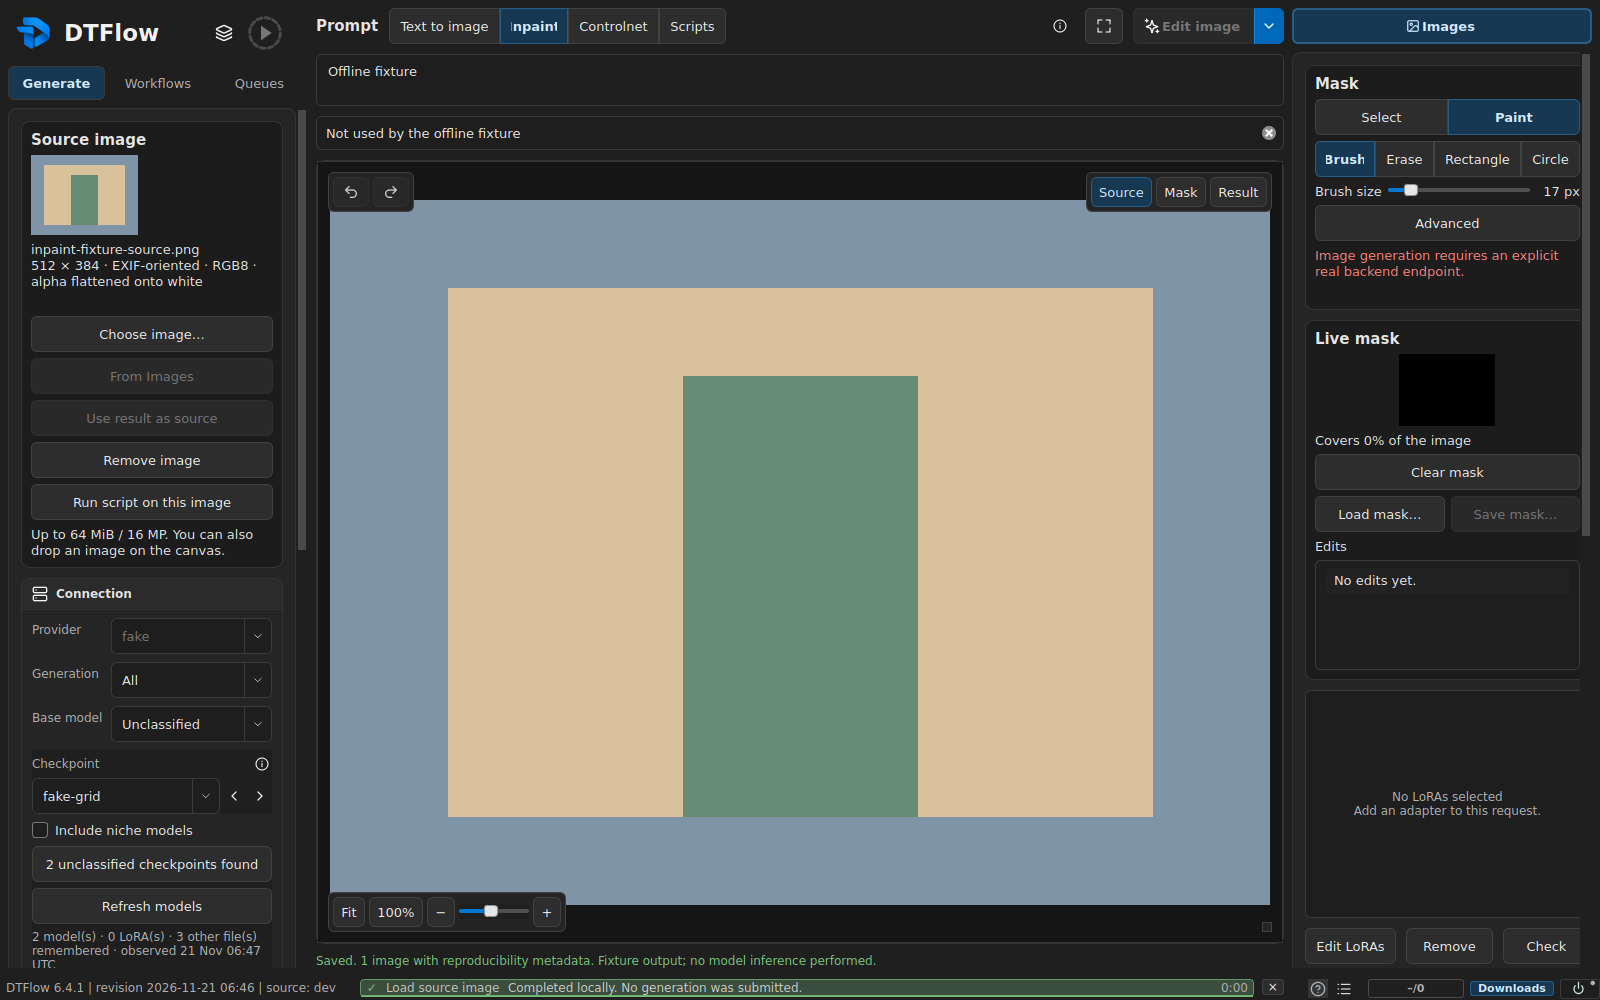 DTFlow
Generate
Workflows
Queues
Source image
inpaint-fixture-source.png
512 × 384 · EXIF-oriented · RGB8 ·
alpha flattened onto white
Choose image...
From Images
Use result as source
Remove image
Run script on this image
Up to 64 MiB / 16 MP. You can also
drop an image on the canvas.
Connection
Provider
fake
Generation
All
Base model
Unclassified
Checkpoint
fake-grid
Include niche models
2 unclassified checkpoints found
Refresh models
2 model(s) · 0 LoRA(s) · 3 other file(s)
remembered · observed 21 Nov 06:47
UTC
Prompt
Text to image
Inpaint
Controlnet
Scripts
Edit image
Offline fixture
Not used by the offline fixture
Source
Mask
Result
Fit
100%
−
+
Saved. 1 image with reproducibility metadata. Fixture output; no model inference performed.
Images
Mask
Select
Paint
Brush
Erase
Rectangle
Circle
Brush size
17 px
Advanced
Image generation requires an explicit
real backend endpoint.
Live mask
Covers 0% of the image
Clear mask
Load mask...
Save mask...
Edits
No edits yet.
No LoRAs selected
Add an adapter to this request.
Edit LoRAs
Remove
Check
DTFlow 6.4.1 | revision 2026-11-21 06:46 | source: dev
✓ Load source image Completed locally. No generation was submitted. 0:00
–/0
Downloads